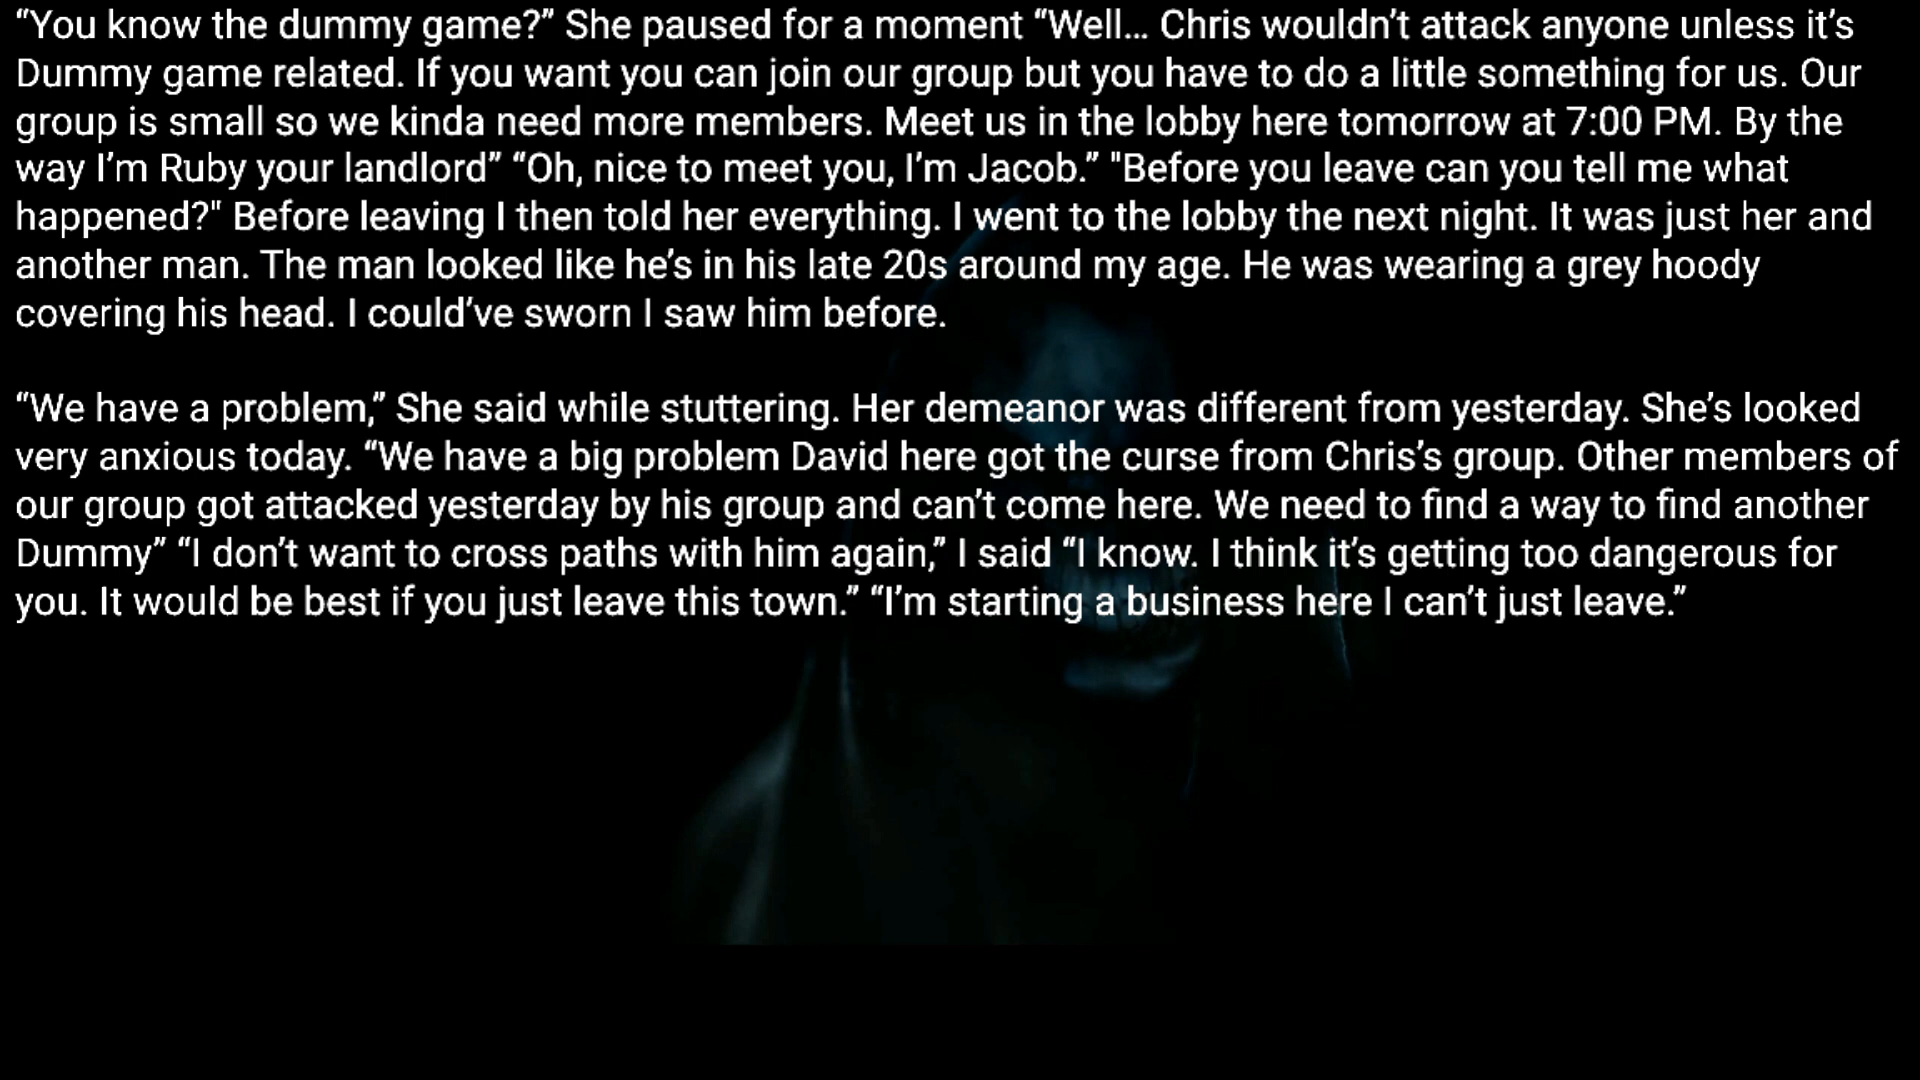 “You know the dummy game?” She paused for a moment “Well... Chris wouldn’t attack anyone unless it’s
Dummy game related. If you want you can join our group but you have to do a little something for us. Our
group is small so we kinda need more members. Meet us in the lobby here tomorrow at 7:00 PM. By the
way I’m Ruby your landlord” “Oh, nice to meet you, I’m Jacob.” "Before you leave can you tell me what
happened?" Before leaving I then told her everything. I went to the lobby the next night. It was just her and
another man. The man looked like he’s in his late 20s around my age. He was wearing a grey hoody
covering his head. I could’ve sworn I saw him before.
“We have a problem,” She said while stuttering. Her demeanor was different from yesterday. She’s looked
very anxious today. “We have a big problem David here got the curse from Chris’s group. Other members of
our group got attacked yesterday by his group and can’t come here. We need to find a way to find another
Dummy” “I don’t want to cross paths with him again,” I said “I know. I think it’s getting too dangerous for
you. It would be best if you just leave this town.” “I’m starting a business here I can’t just leave.”